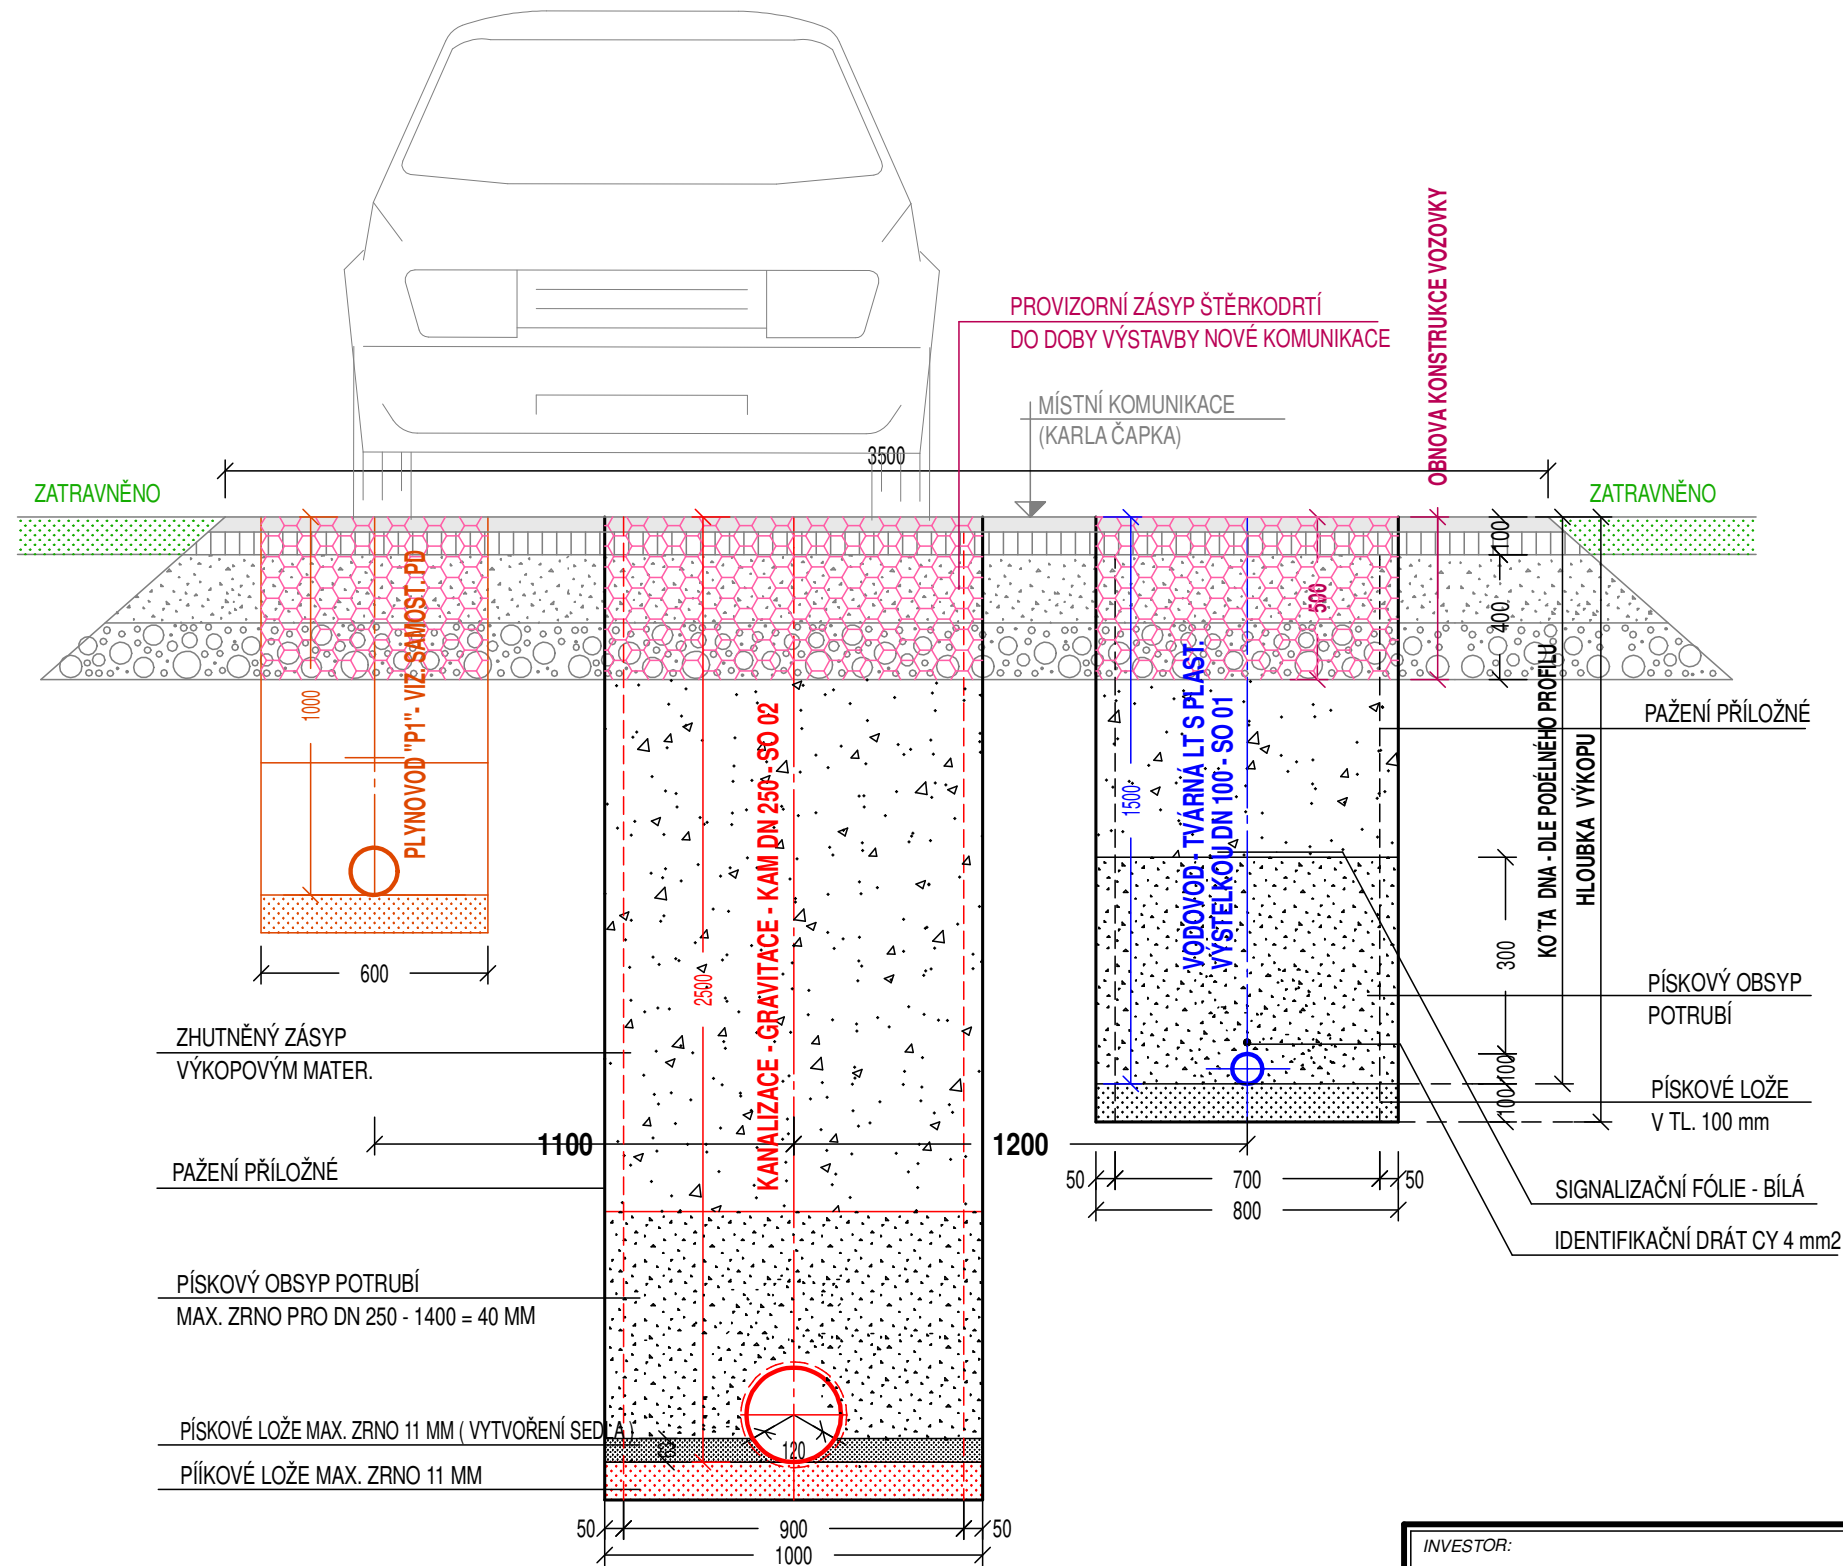 OBNOVA KONSTRUKCE VOZOVKY
PROVIZORNÍ ZÁSYP ŠTĚRKODRTÍ
DO DOBY VÝSTAVBY NOVÉ KOMUNIKACE
MÍSTNÍ KOMUNIKACE
(KARLA ČAPKA)
3500
ZATRAVNĚNO
ZATRAVNĚNO
100
500
400
PLYNOVOD "P1"- VIZ SAMOST. PD
1000
KANALIZACE - GRAVITACE - KAM DN 250 - SO 02
2500
VODOVOD - TVÁRNÁ LT S PLAST.
VÝSTELKOU DN 100 - SO 01
1500
KÓTA DNA - DLE PODÉLNÉHO PROFILU
HLOUBKA VÝKOPU
PAŽENÍ PŘÍLOŽNÉ
300
600
PÍSKOVÝ OBSYP
POTRUBÍ
ZHUTNĚNÝ ZÁSYP
VÝKOPOVÝM MATER.
100
100
PÍSKOVÉ LOŽE
V TL. 100 mm
1100
1200
PAŽENÍ PŘÍLOŽNÉ
50
700
50
800
SIGNALIZAČNÍ FÓLIE - BÍLÁ
IDENTIFIKAČNÍ DRÁT CY 4 mm2
PÍSKOVÝ OBSYP POTRUBÍ
MAX. ZRNO PRO DN 250 - 1400 = 40 MM
PÍSKOVÉ LOŽE MAX. ZRNO 11 MM ( VYTVOŘENÍ SEDLA )
120
PÍÍKOVÉ LOŽE MAX. ZRNO 11 MM
50
900
50
1000
INVESTOR: